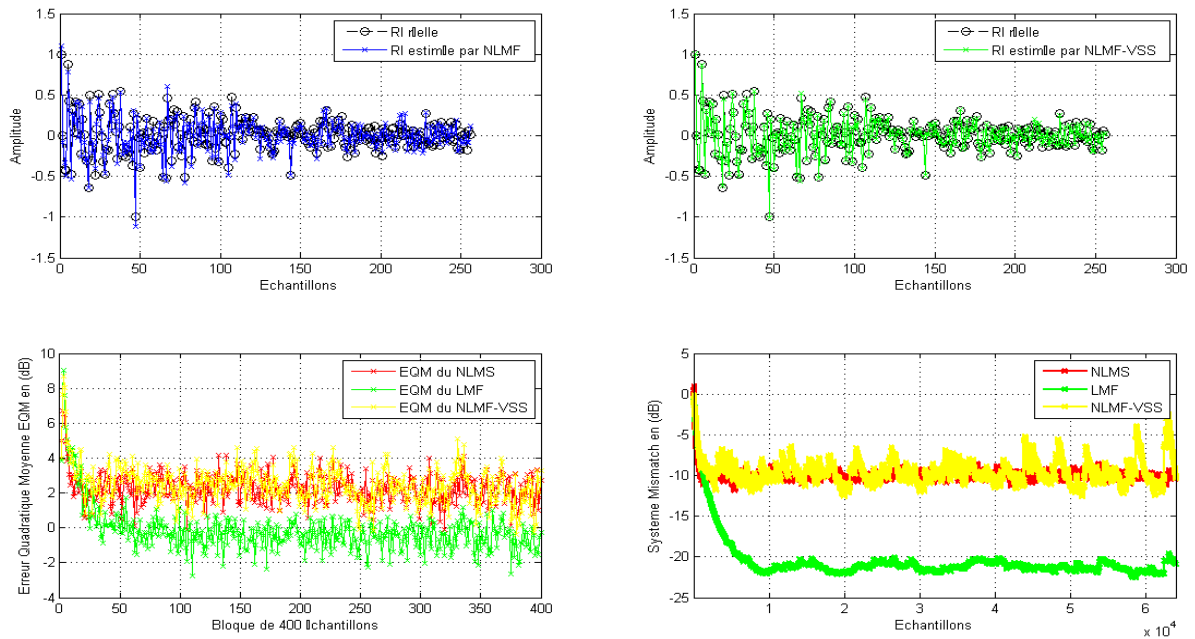 1.5
1
0.5
0
-0.5
-1
-1.5
Amplitude
0 50 100 150 200 250 300
Echantillons
RI réelle
RI estimée par NLMF
1.5
1
0.5
0
-0.5
-1
-1.5
Amplitude
0 50 100 150 200 250 300
Echantillons
RI réelle
RI estimée par NLMF-VSS
10
8
6
4
2
0
-2
-4
Erreur Quadratique Moyenne EQM en (dB)
0 50 100 150 200 250 300 350 400
Bloque de 400 échantillons
EQM du NLMS
EQM du LMF
EQM du NLMF-VSS
5
0
-5
-10
-15
-20
-25
Systeme Mismatch en (dB)
1 2 3 4 5 6
x 10^4
Echantillons
NLMS
LMF
NLMF-VSS